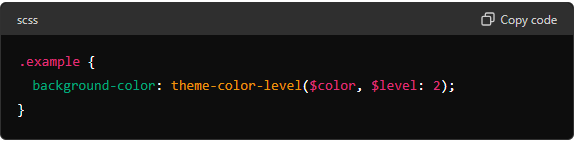 scss
Copy code
.example {
  background-color: theme-color-level($color, $level: 2);
}